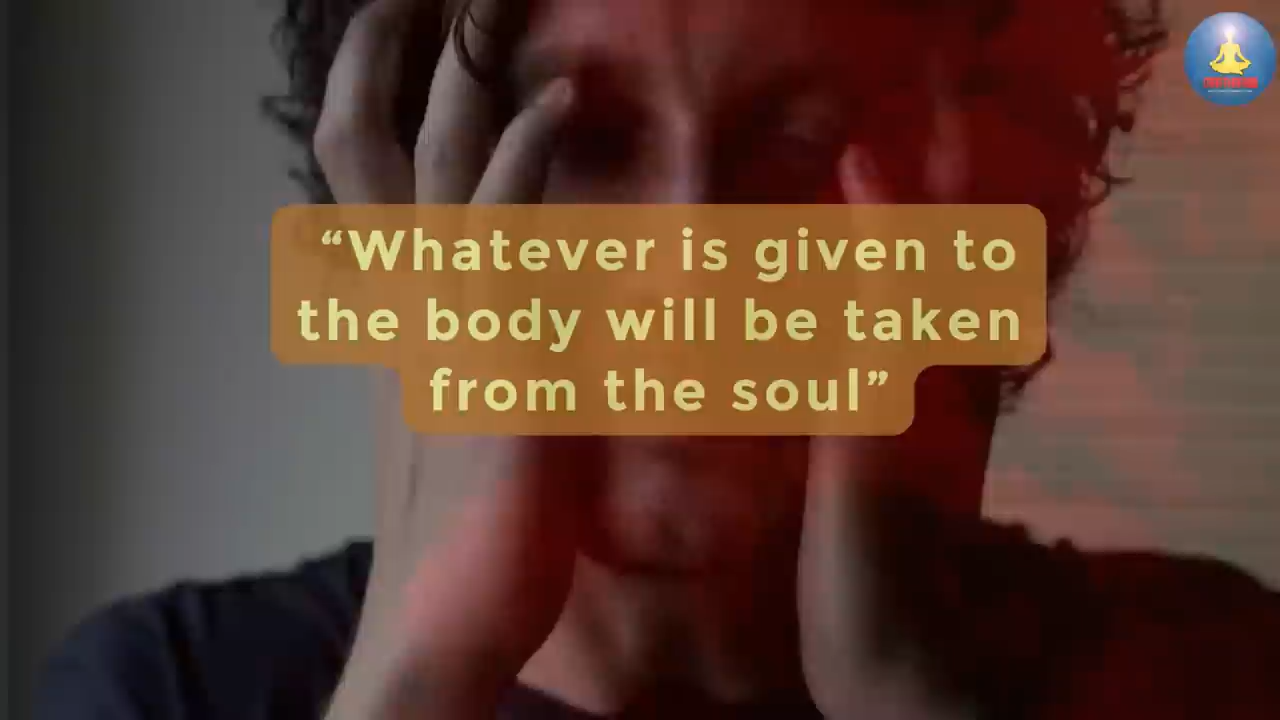 “Whatever is given to
the body will be taken
from the soul”